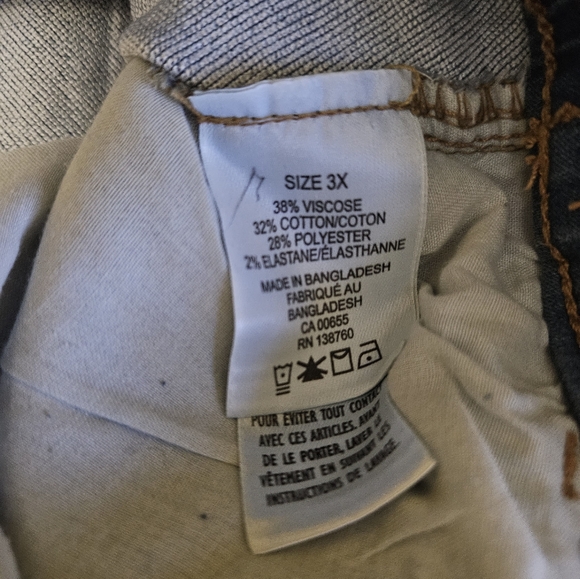 SIZE 3X
38% VISCOSE
32% COTTON/COTON
28% POLYESTER
2% ELASTANE/ÉLASTHANNE
MADE IN BANGLADESH
FABRIQUÉ AU
BANGLADESH
CA 00655
RN 138760
POUR ÉVITER TOUT CONTACT
AVEC CES ARTICLES. AVANT
DE LE PORTER, LAVER LE
VÊTEMENT EN SUIVANT LES
INSTRUCTIONS DE LAVAGE.